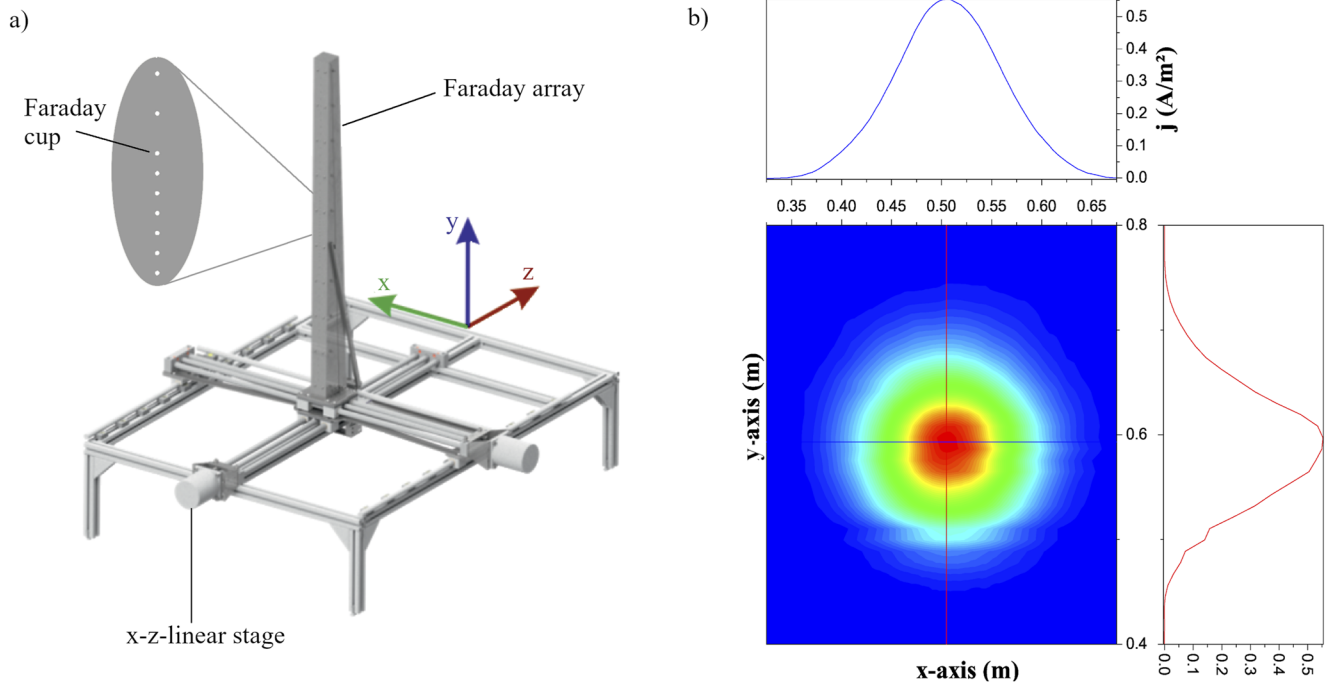 a)
Faraday
cup
Faraday array
y
x
z
x-z-linear stage
b)
0.5
0.4
0.3
0.2
0.1
0.0
j (A/m²)
0.35 0.40 0.45 0.50 0.55 0.60 0.65
0.8
0.6
0.4
y-axis (m)
x-axis (m)
0.0 0.1 0.2 0.3 0.4 0.5